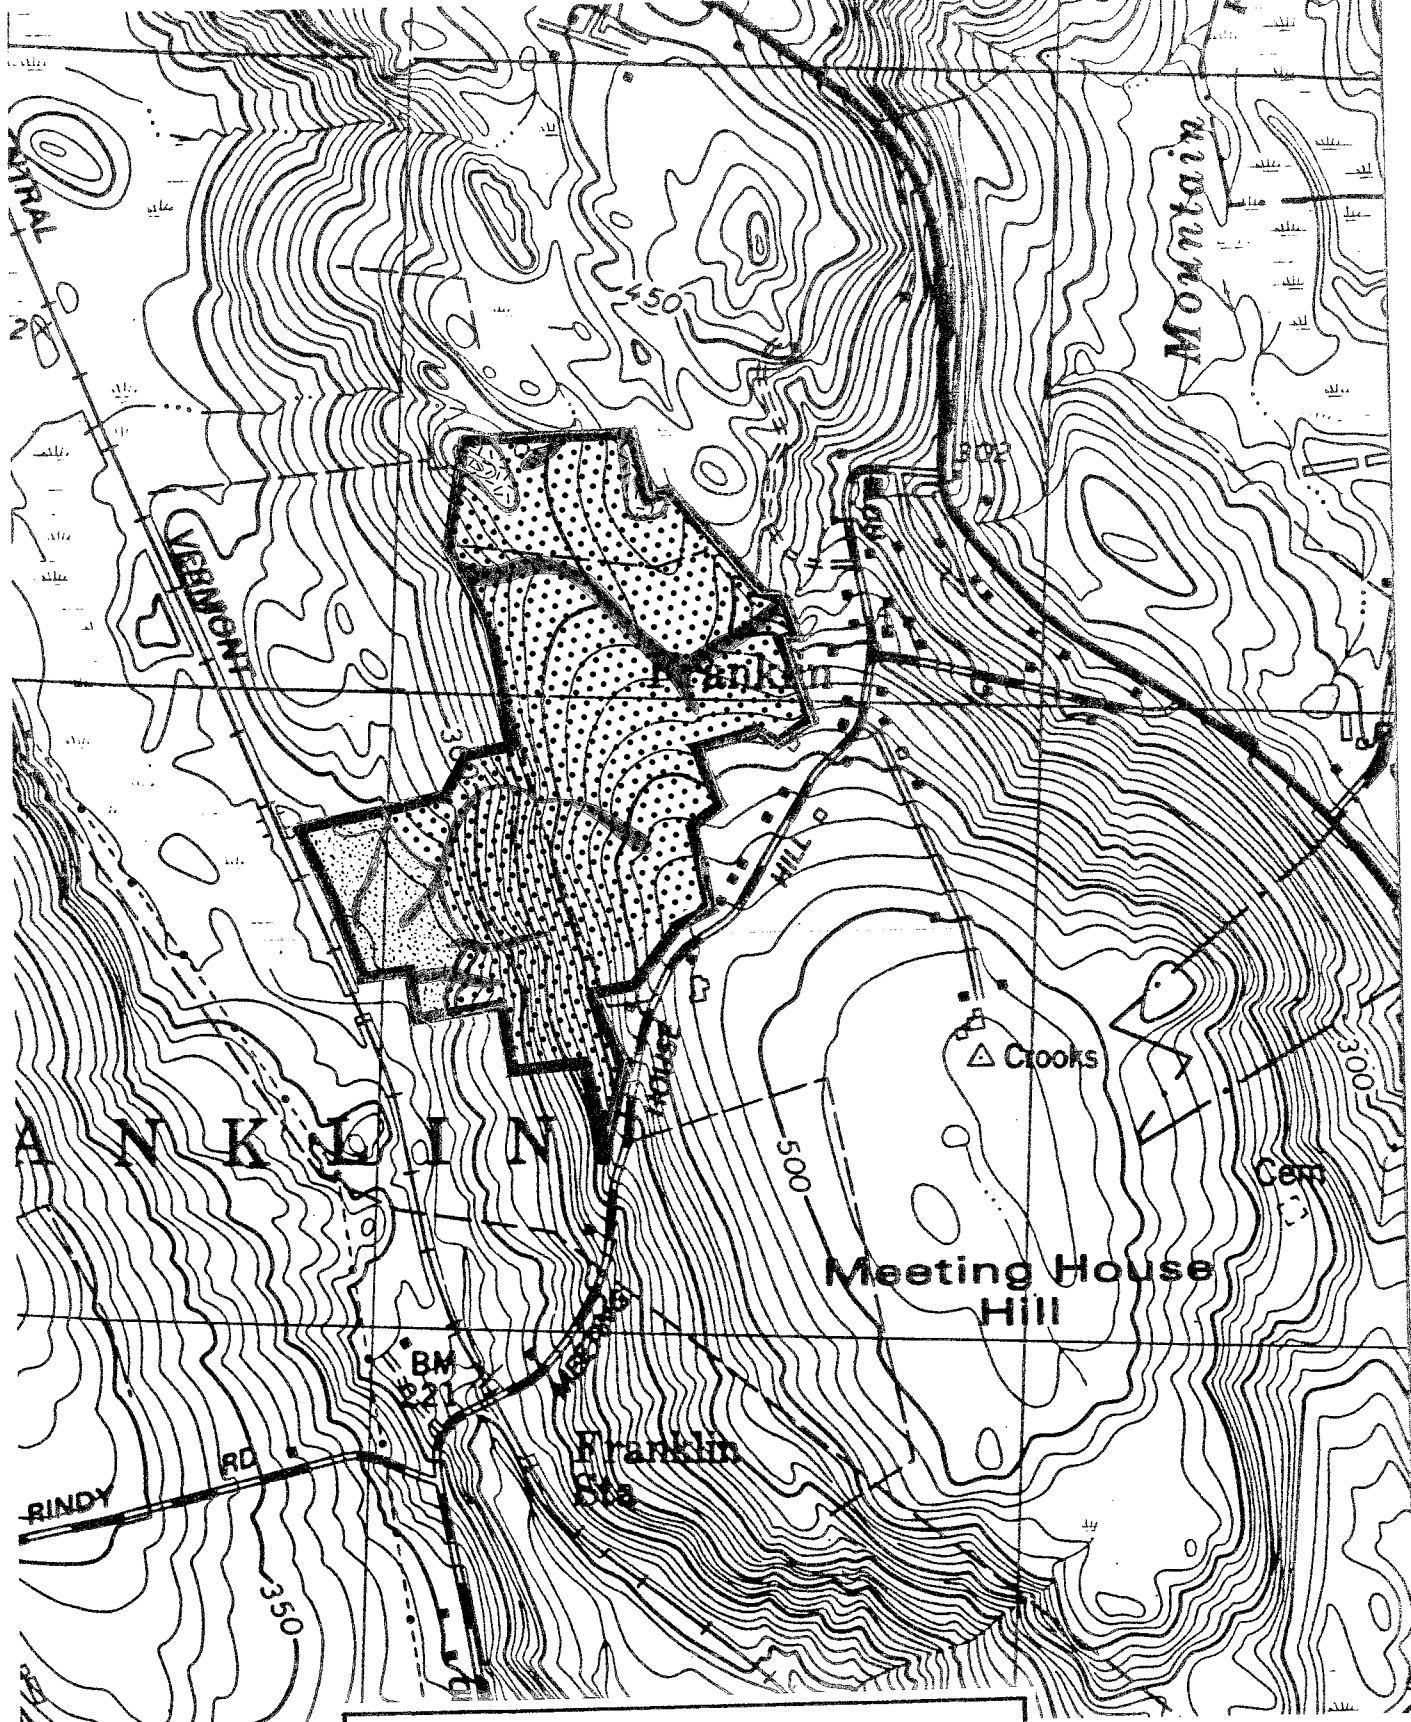 Mountain
450
302
VERMONT
Franklin
HILL
HOUSE
Crooks
300
A N K L I N
500
Cem
Meeting House
Hill
BM
221
Franklin
Sta
RINDY RD
350